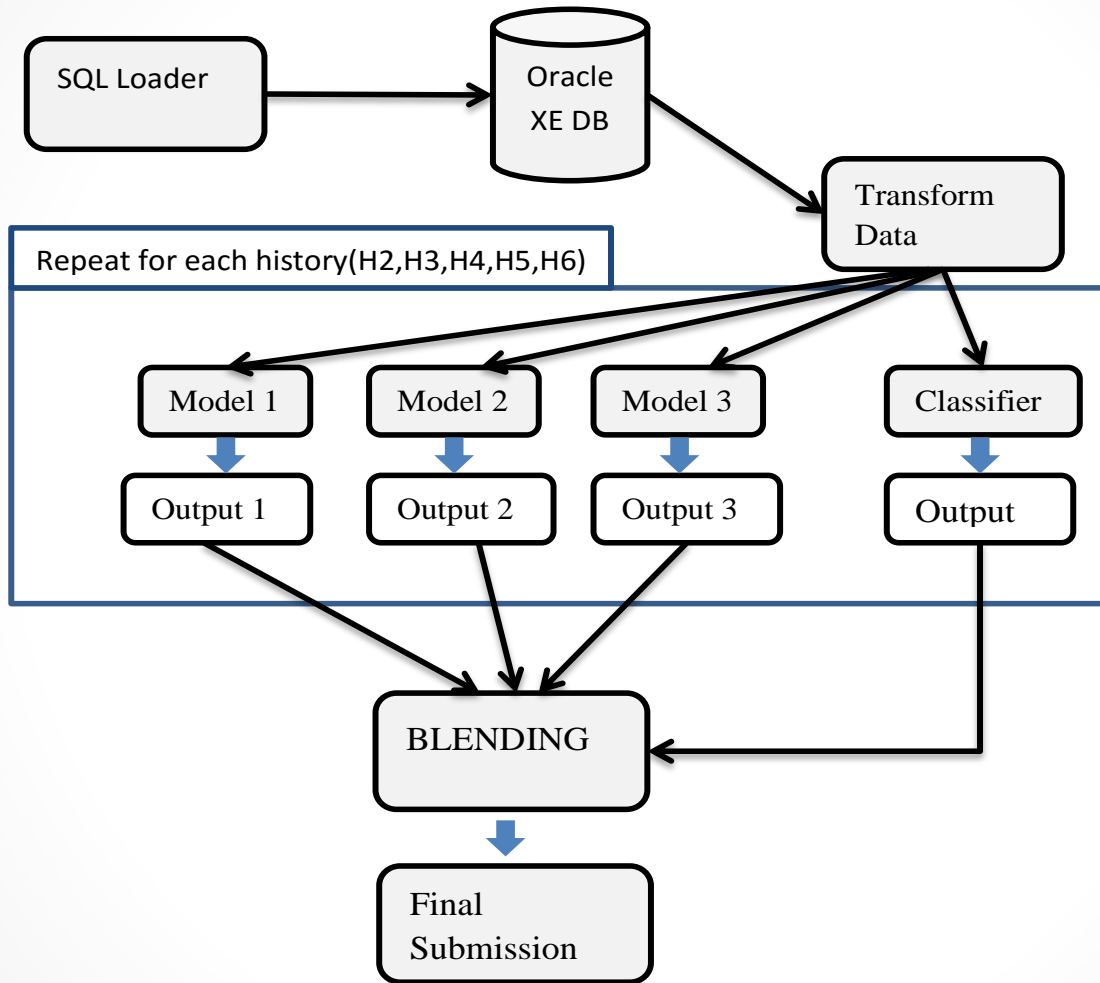 SQL Loader
Oracle
XE DB
Transform
Data
Repeat for each history(H2,H3,H4,H5,H6)
Model 1
Model 2
Model 3
Classifier
Output 1
Output 2
Output 3
Output
BLENDING
Final
Submission